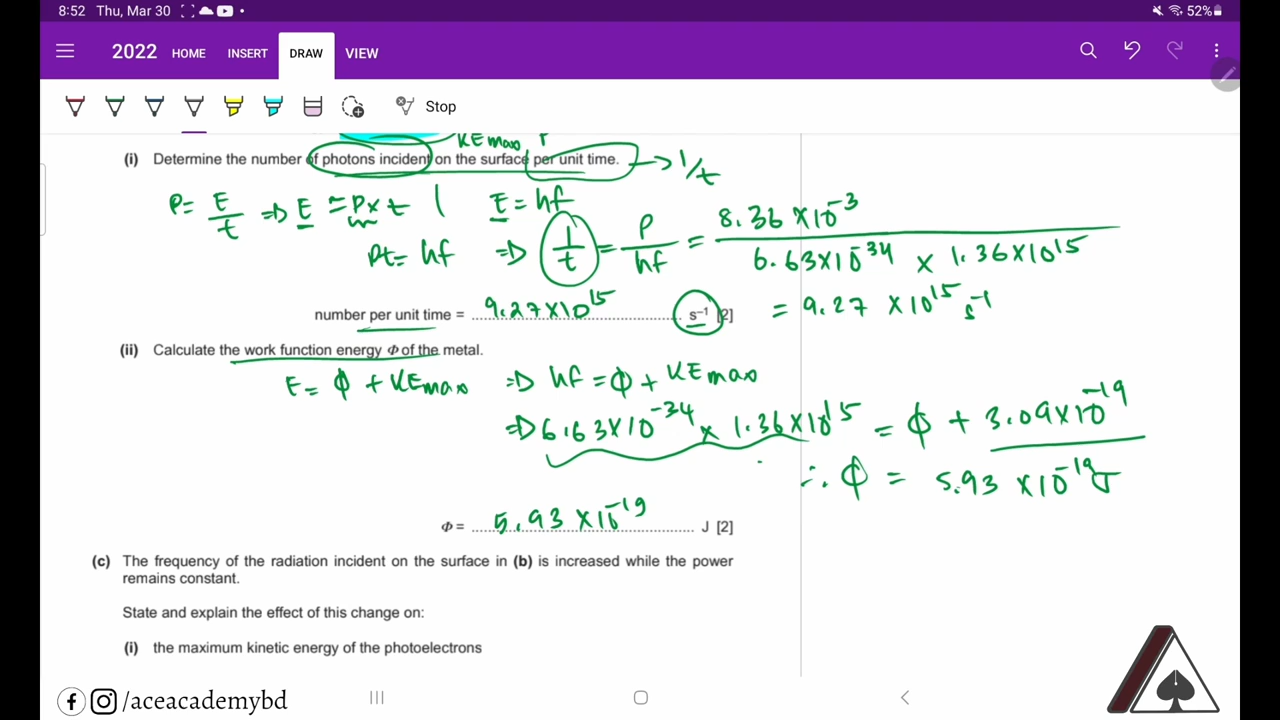 8:52 Thu, Mar 30 52%
2022 HOME INSERT DRAW VIEW
Stop
KEmax
(i) Determine the number of photons incident on the surface per unit time. → 1/t
P = E/t ⇒ E = P×t | E = hf
Pt = hf ⇒ 1/t = P/hf = 8.36 ×10⁻³ / 6.63×10⁻³⁴ × 1.36×10¹⁵
number per unit time = 9.27×10¹⁵ s⁻¹ [2] = 9.27 ×10¹⁵ s⁻¹
(ii) Calculate the work function energy Φ of the metal.
E = ϕ + KEmax ⇒ hf = ϕ + KEmax
⇒ 6.63×10⁻³⁴ × 1.36×10¹⁵ = ϕ + 3.09×10⁻¹⁹
∴ ϕ = 5.93 ×10⁻¹⁹ J
Φ = 5.93 ×10⁻¹⁹ J [2]
(c) The frequency of the radiation incident on the surface in (b) is increased while the power
remains constant.
State and explain the effect of this change on:
(i) the maximum kinetic energy of the photoelectrons
/aceacademybd